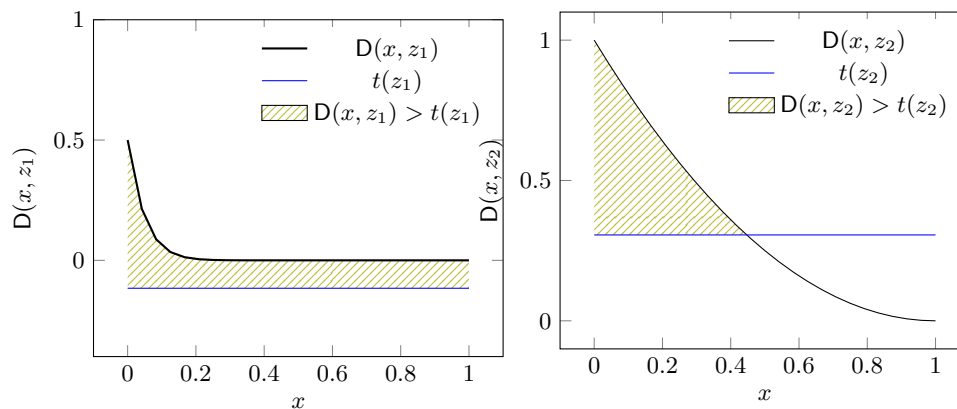 1
0.5
0
D(x, z₁)
0
0.2
0.4
0.6
0.8
1
x
D(x, z₁)
t(z₁)
D(x, z₁) > t(z₁)
1
0.5
0
D(x, z₂)
0
0.2
0.4
0.6
0.8
1
x
D(x, z₂)
t(z₂)
D(x, z₂) > t(z₂)